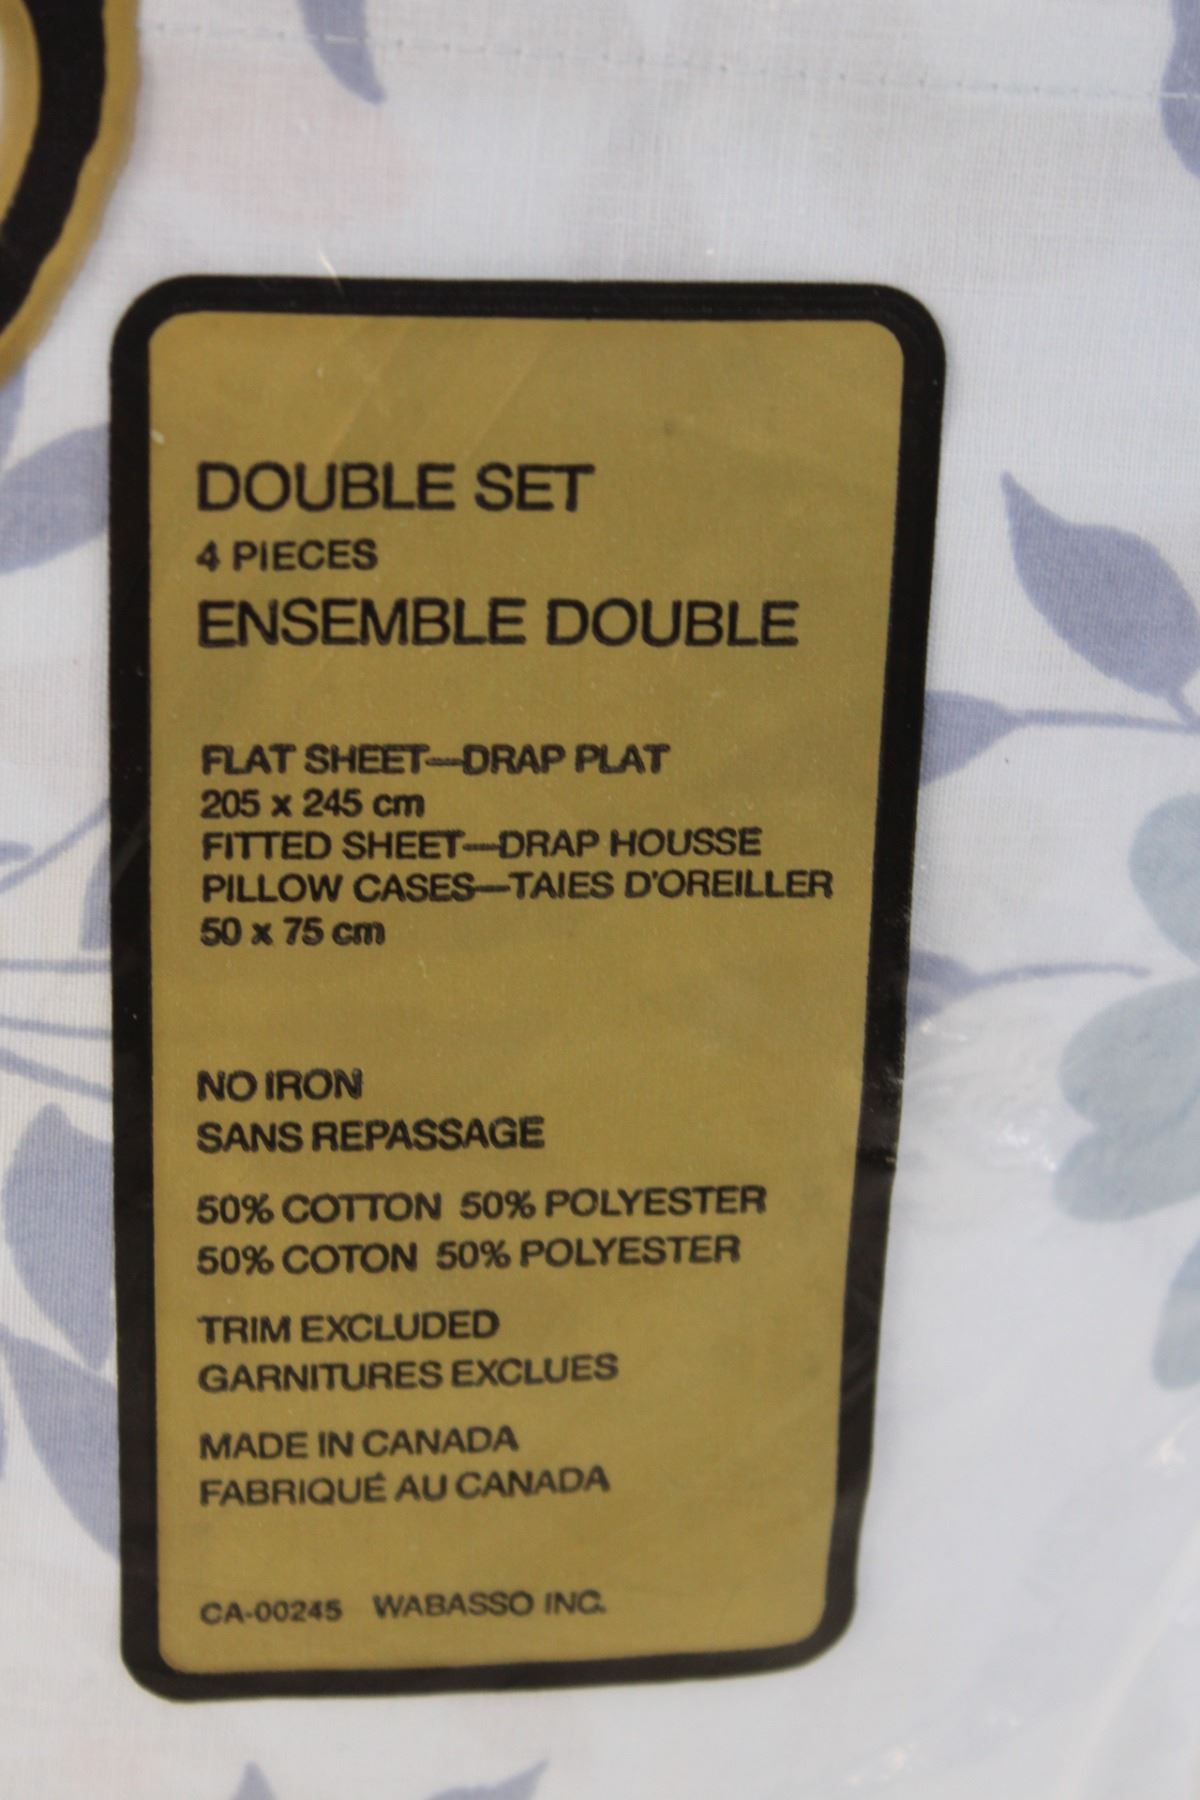 DOUBLE SET
4 PIECES
ENSEMBLE DOUBLE
FLAT SHEET—DRAP PLAT
205 x 245 cm
FITTED SHEET—DRAP HOUSSE
PILLOW CASES—TAIES D'OREILLER
50 x 75 cm
NO IRON
SANS REPASSAGE
50% COTTON 50% POLYESTER
50% COTON 50% POLYESTER
TRIM EXCLUDED
GARNITURES EXCLUES
MADE IN CANADA
FABRIQUÉ AU CANADA
CA-00245 WABASSO INC.